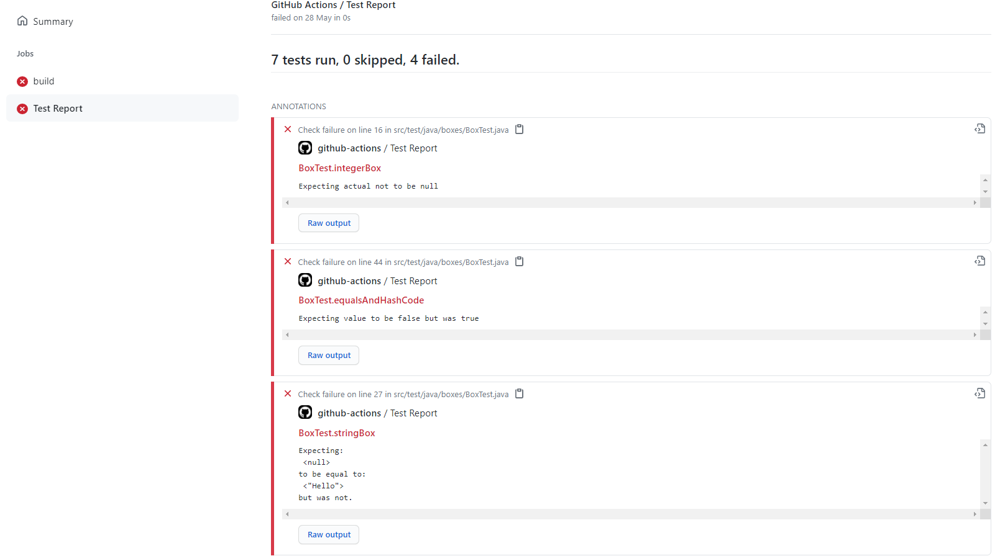 GitHub Actions / Test Report
failed on 28 May in 0s
Summary
Jobs
build
Test Report
7 tests run, 0 skipped, 4 failed.
ANNOTATIONS
Check failure on line 16 in src/test/java/boxes/BoxTest.java
github-actions / Test Report
BoxTest.integerBox
Expecting actual not to be null
Raw output
Check failure on line 44 in src/test/java/boxes/BoxTest.java
github-actions / Test Report
BoxTest.equalsAndHashCode
Expecting value to be false but was true
Raw output
Check failure on line 27 in src/test/java/boxes/BoxTest.java
github-actions / Test Report
BoxTest.stringBox
Expecting:
<null>
to be equal to:
<"Hello">
but was not.
Raw output